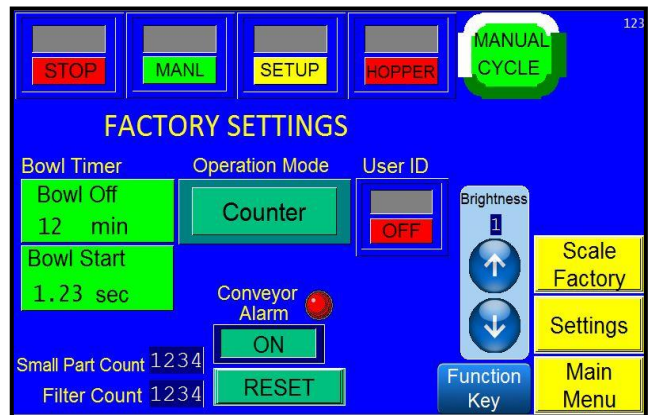 123
STOP
MANL
SETUP
HOPPER
MANUAL
CYCLE
FACTORY SETTINGS
Bowl Timer
Operation Mode
User ID
Bowl Off
12 min
Counter
OFF
Brightness
1
Bowl Start
1.23 sec
Scale
Factory
Conveyor
Alarm
ON
Settings
Small Part Count 1234
Filter Count 1234
RESET
Function
Key
Main
Menu